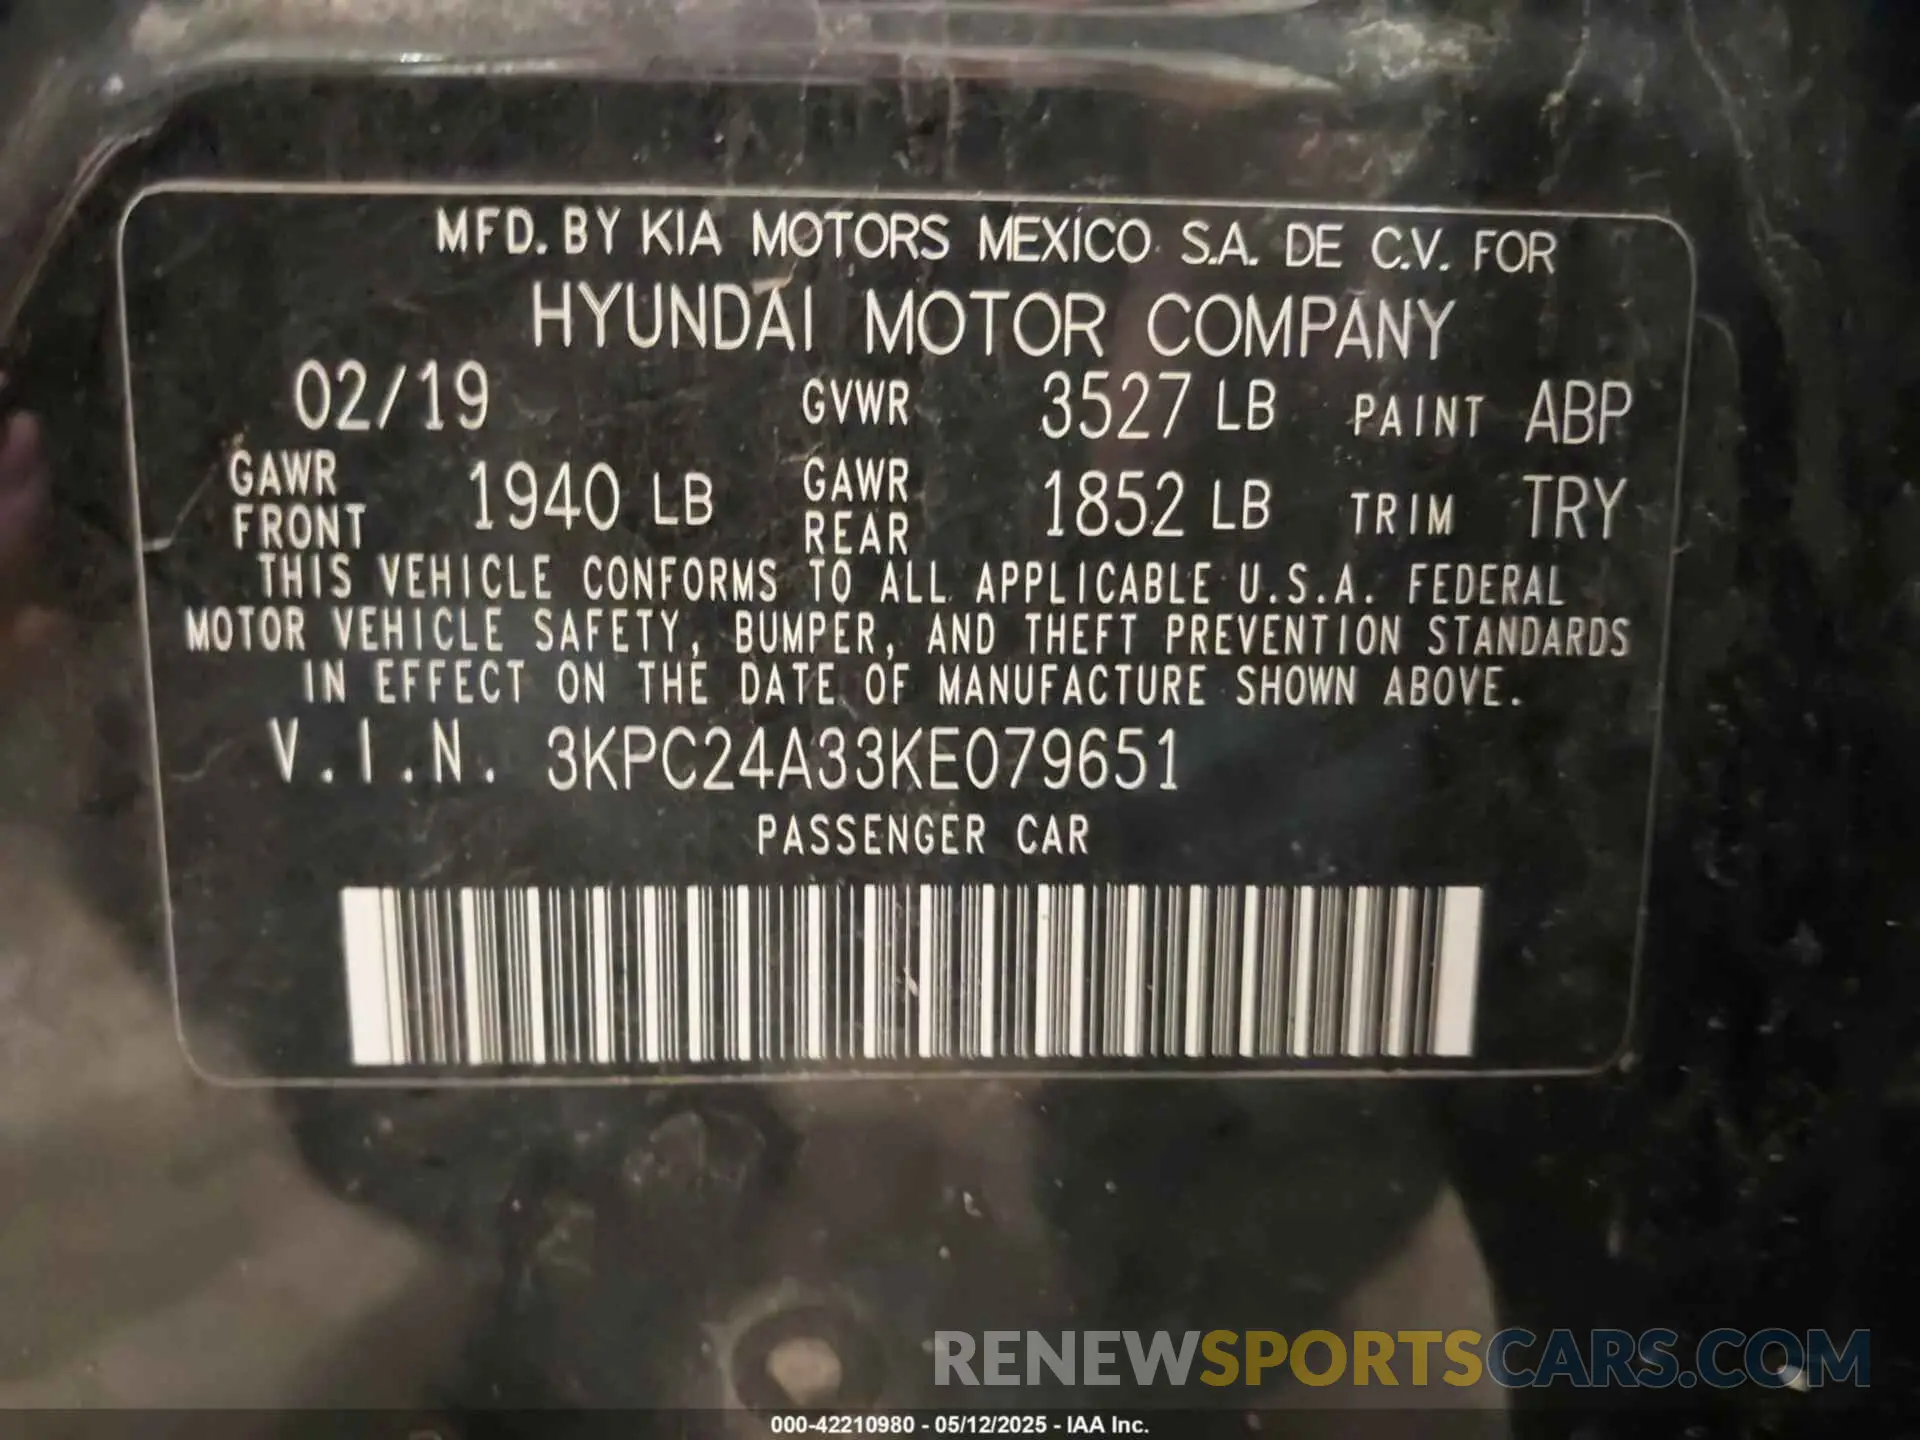 MFD. BY KIA MOTORS MEXICO S.A. DE C.V. FOR
HYUNDAI MOTOR COMPANY
02/19 GVWR 3527 LB PAINT ABP
GAWR FRONT 1940 LB GAWR REAR 1852 LB TRIM TRY
THIS VEHICLE CONFORMS TO ALL APPLICABLE U.S.A. FEDERAL
MOTOR VEHICLE SAFETY, BUMPER, AND THEFT PREVENTION STANDARDS
IN EFFECT ON THE DATE OF MANUFACTURE SHOWN ABOVE.
V.I.N. 3KPC24A33KE079651
PASSENGER CAR
RENEWSPORTSCARS.COM
000-42210980 - 05/12/2025 - IAA Inc.